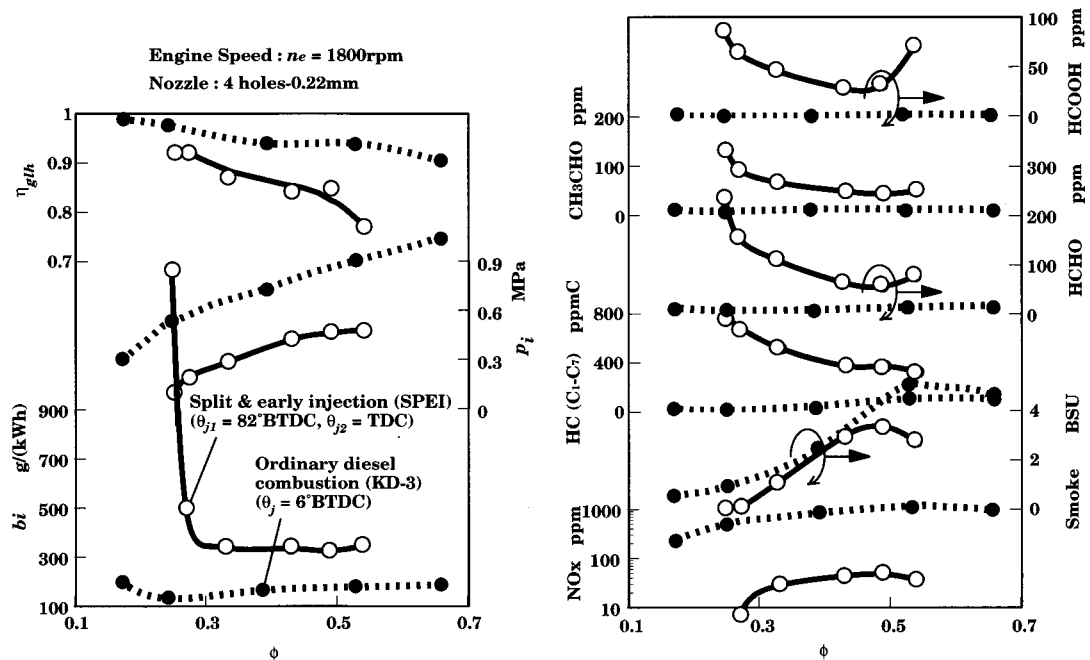 Engine Speed : ne = 1800rpm
Nozzle : 4 holes-0.22mm
1
0.9
0.8
0.7
ηglh
0.9
0.6
0.3
0
pi MPa
900
700
500
300
100
bi g/(kWh)
Split & early injection (SPEI)
(θj1 = 82°BTDC, θj2 = TDC)
Ordinary diesel
combustion (KD-3)
(θj = 6°BTDC)
0.1 0.3 0.5 0.7
ϕ
100
50
0
HCOOH ppm
200
100
0
CH3CHO ppm
300
200
100
0
HCHO ppm
800
400
0
HC (C1-C7) ppmC
4
2
0
Smoke BSU
1000
100
10
NOx ppm
0.1 0.3 0.5 0.7
ϕ